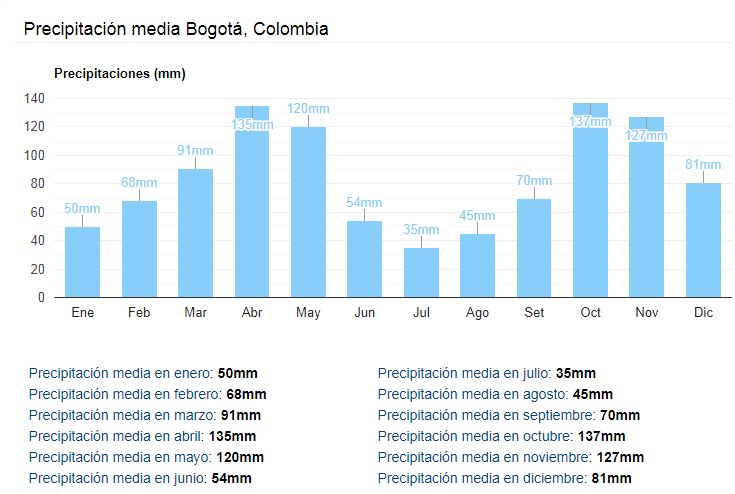 Precipitación media Bogotá, Colombia
Precipitaciones (mm)
140
120
100
80
60
40
20
0
50mm
68mm
91mm
135mm
120mm
54mm
35mm
45mm
70mm
137mm
127mm
81mm
Ene Feb Mar Abr May Jun Jul Ago Set Oct Nov Dic
Precipitación media en enero: 50mm
Precipitación media en febrero: 68mm
Precipitación media en marzo: 91mm
Precipitación media en abril: 135mm
Precipitación media en mayo: 120mm
Precipitación media en junio: 54mm
Precipitación media en julio: 35mm
Precipitación media en agosto: 45mm
Precipitación media en septiembre: 70mm
Precipitación media en octubre: 137mm
Precipitación media en noviembre: 127mm
Precipitación media en diciembre: 81mm